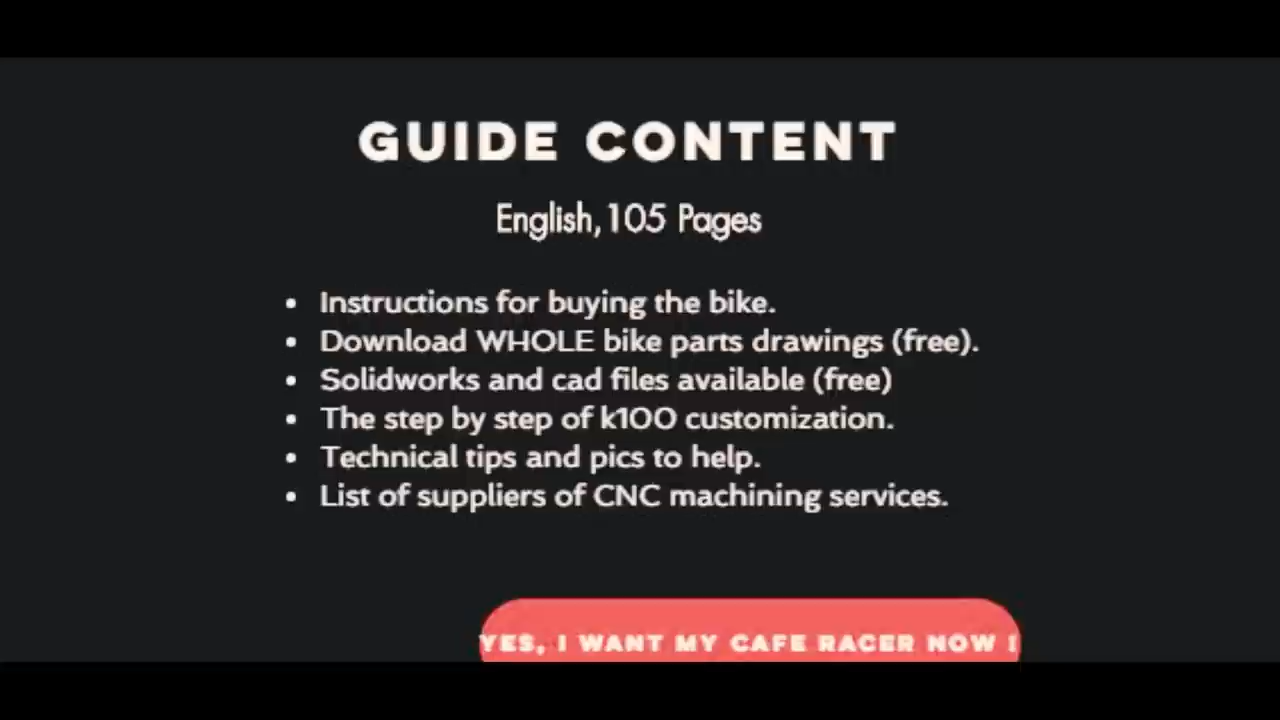 GUIDE CONTENT
English, 105 Pages
• Instructions for buying the bike.
• Download WHOLE bike parts drawings (free).
• Solidworks and cad files available (free)
• The step by step of k100 customization.
• Technical tips and pics to help.
• List of suppliers of CNC machining services.
YES, I WANT MY CAFE RACER NOW !